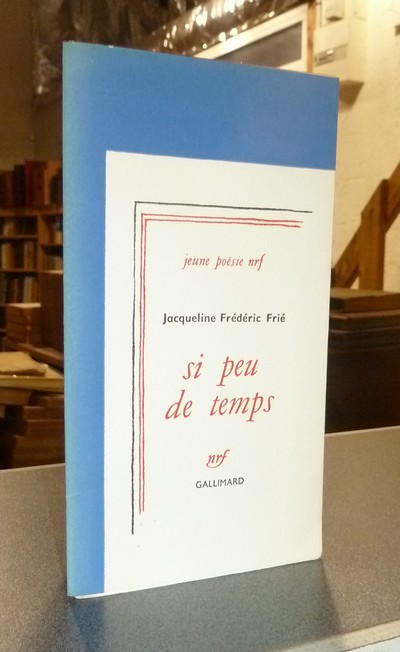 jeune poésie nrf
Jacqueline Frédéric Frié
si peu
de temps
nrf
GALLIMARD